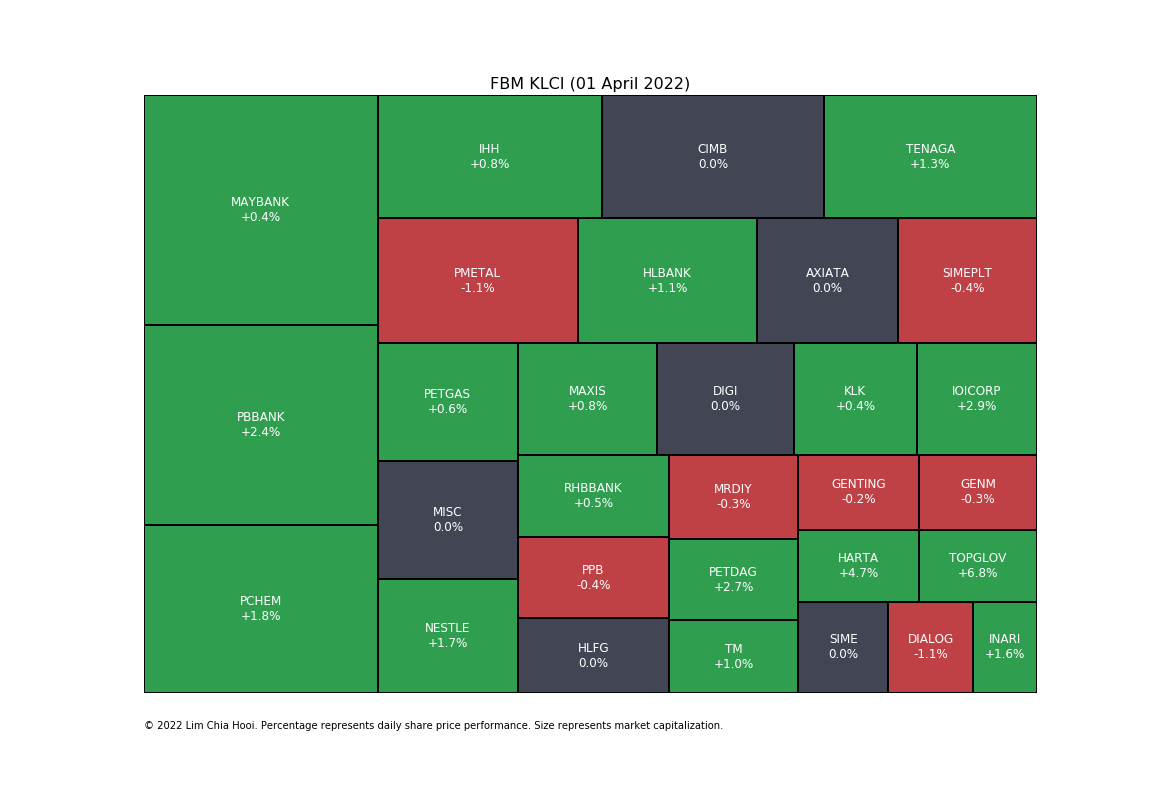 FBM KLCI (01 April 2022)
MAYBANK
+0.4%
PBBANK
+2.4%
PCHEM
+1.8%
IHH
+0.8%
CIMB
0.0%
TENAGA
+1.3%
PMETAL
-1.1%
HLBANK
+1.1%
AXIATA
0.0%
SIMEPLT
-0.4%
PETGAS
+0.6%
MISC
0.0%
NESTLE
+1.7%
MAXIS
+0.8%
DIGI
0.0%
KLK
+0.4%
IOICORP
+2.9%
RHBBANK
+0.5%
PPB
-0.4%
HLFG
0.0%
MRDIY
-0.3%
PETDAG
+2.7%
TM
+1.0%
GENTING
-0.2%
GENM
-0.3%
HARTA
+4.7%
TOPGLOV
+6.8%
SIME
0.0%
DIALOG
-1.1%
INARI
+1.6%
© 2022 Lim Chia Hooi. Percentage represents daily share price performance. Size represents market capitalization.